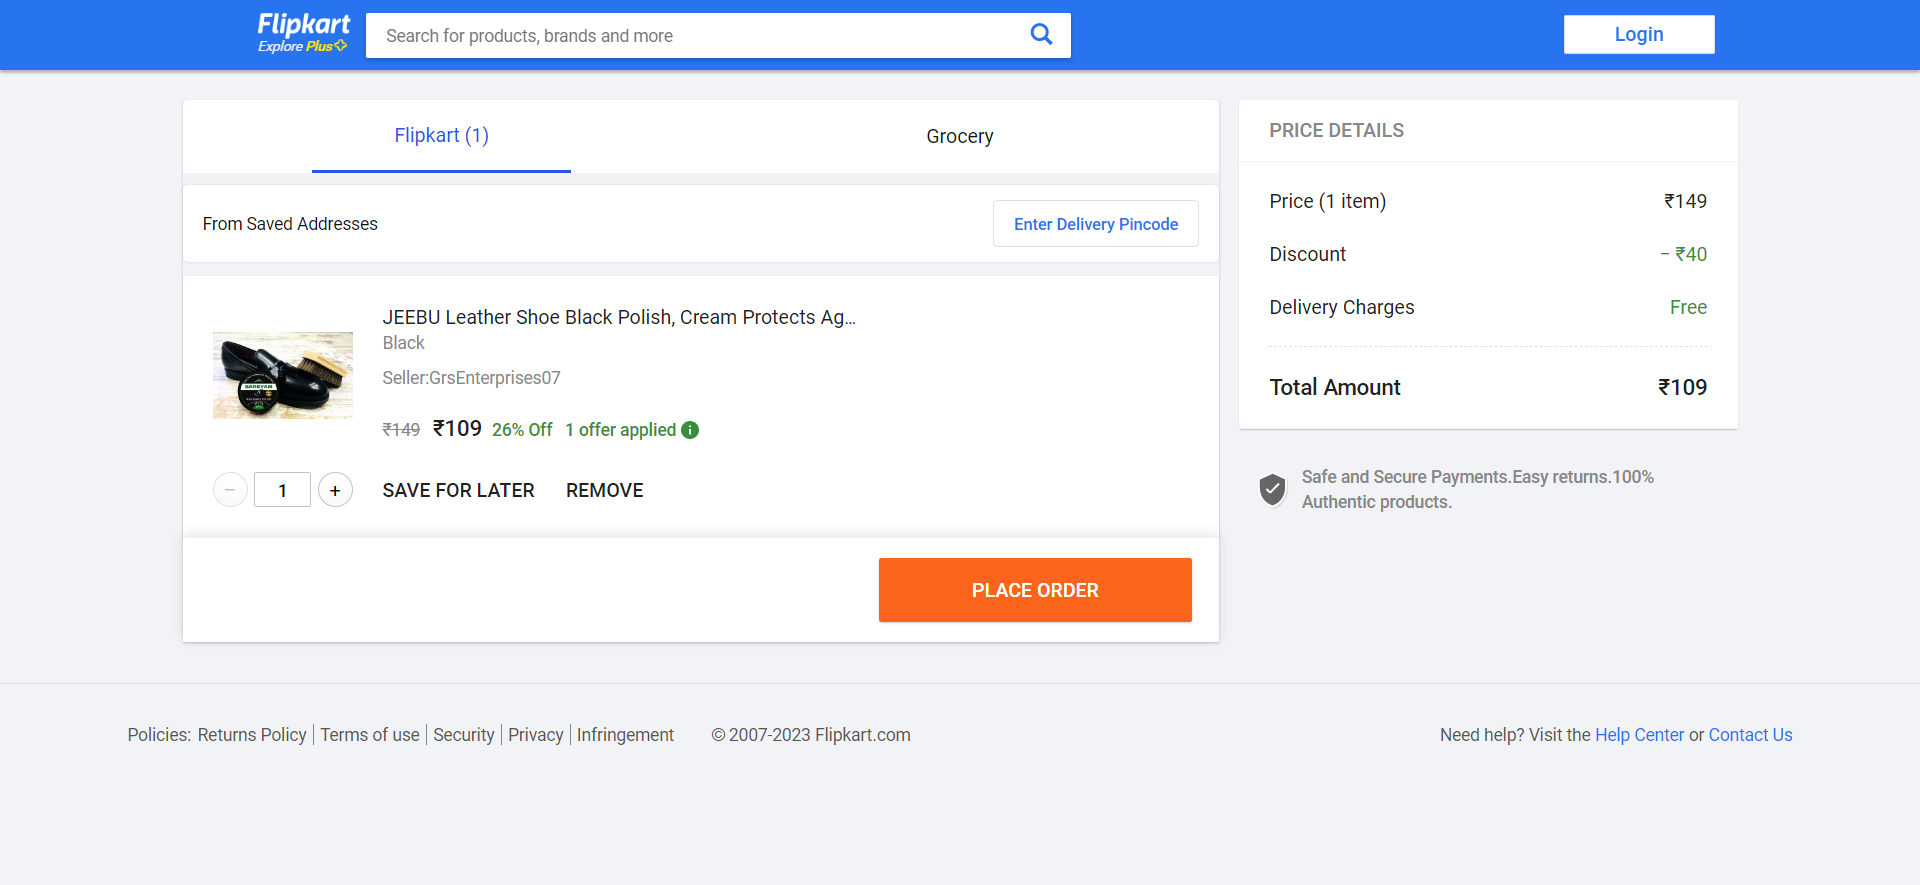 Flipkart
Explore Plus
Search for products, brands and more
Login
Flipkart (1)
Grocery
From Saved Addresses
Enter Delivery Pincode
JEEBU Leather Shoe Black Polish, Cream Protects Ag...
Black
Seller:GrsEnterprises07
₹149 ₹109 26% Off 1 offer applied
− 1 +
SAVE FOR LATER REMOVE
PLACE ORDER
PRICE DETAILS
Price (1 item) ₹149
Discount − ₹40
Delivery Charges Free
Total Amount ₹109
Safe and Secure Payments.Easy returns.100%
Authentic products.
Policies: Returns Policy Terms of use Security Privacy Infringement © 2007-2023 Flipkart.com
Need help? Visit the Help Center or Contact Us